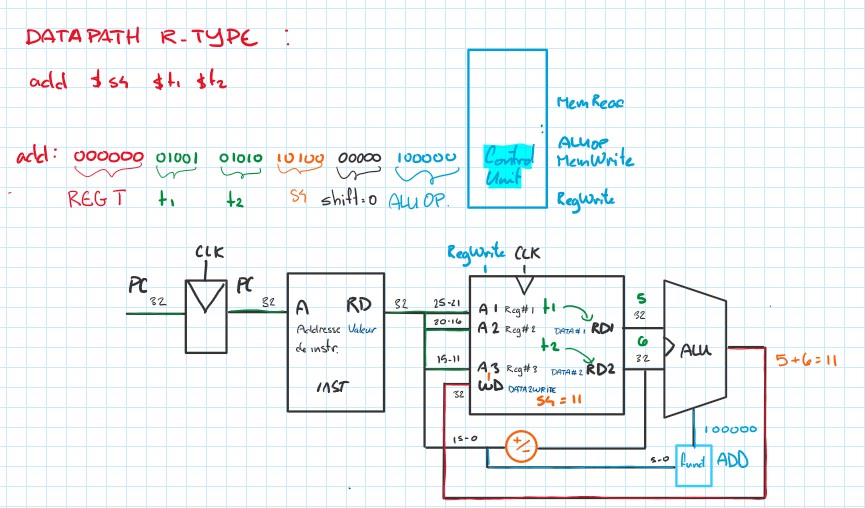 DATAPATH R-TYPE :
add $s4 $t1 $t2
MemRead
ALUOP
MemWrite
Control
Unit
RegWrite
add: 000000 01001 01010 10100 00000 100000
REG T t1 t2 S4 shift=0 ALU OP.
CLK
RegWrite CLK
PC 32 PC 32
A RD 32
Addresse Valeur
de instr.
INST
25-21 A1 Reg#1 t1 5
20-16 A2 Reg#2 DATA#1 RD1 32
t2 6
15-11 A3 Reg#3 DATA#2 RD2 32
32 WD DATA2WRITE
S4 = 11
ALU
5+6=11
15-0 +/-
100000
5-0 fund ADD